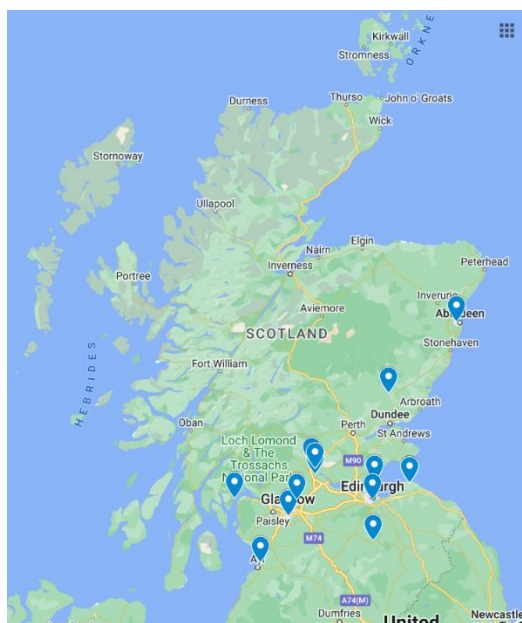 ORKNE
Kirkwall
Stromness
Thurso
John o' Groats
Durness
Wick
Stornoway
Ullapool
Elgin
Nairn
Peterhead
Inverness
Portree
Inverurie
Aviemore
Aberdeen
SCOTLAND
Stonehaven
HEBRIDES
Fort William
Arbroath
Dundee
Oban
Perth
St Andrews
Loch Lomond
& The
Trossachs
National Park
M90
Edinburgh
Glasgow
Paisley
M74
A74(M)
Dumfries
Newcastle
United